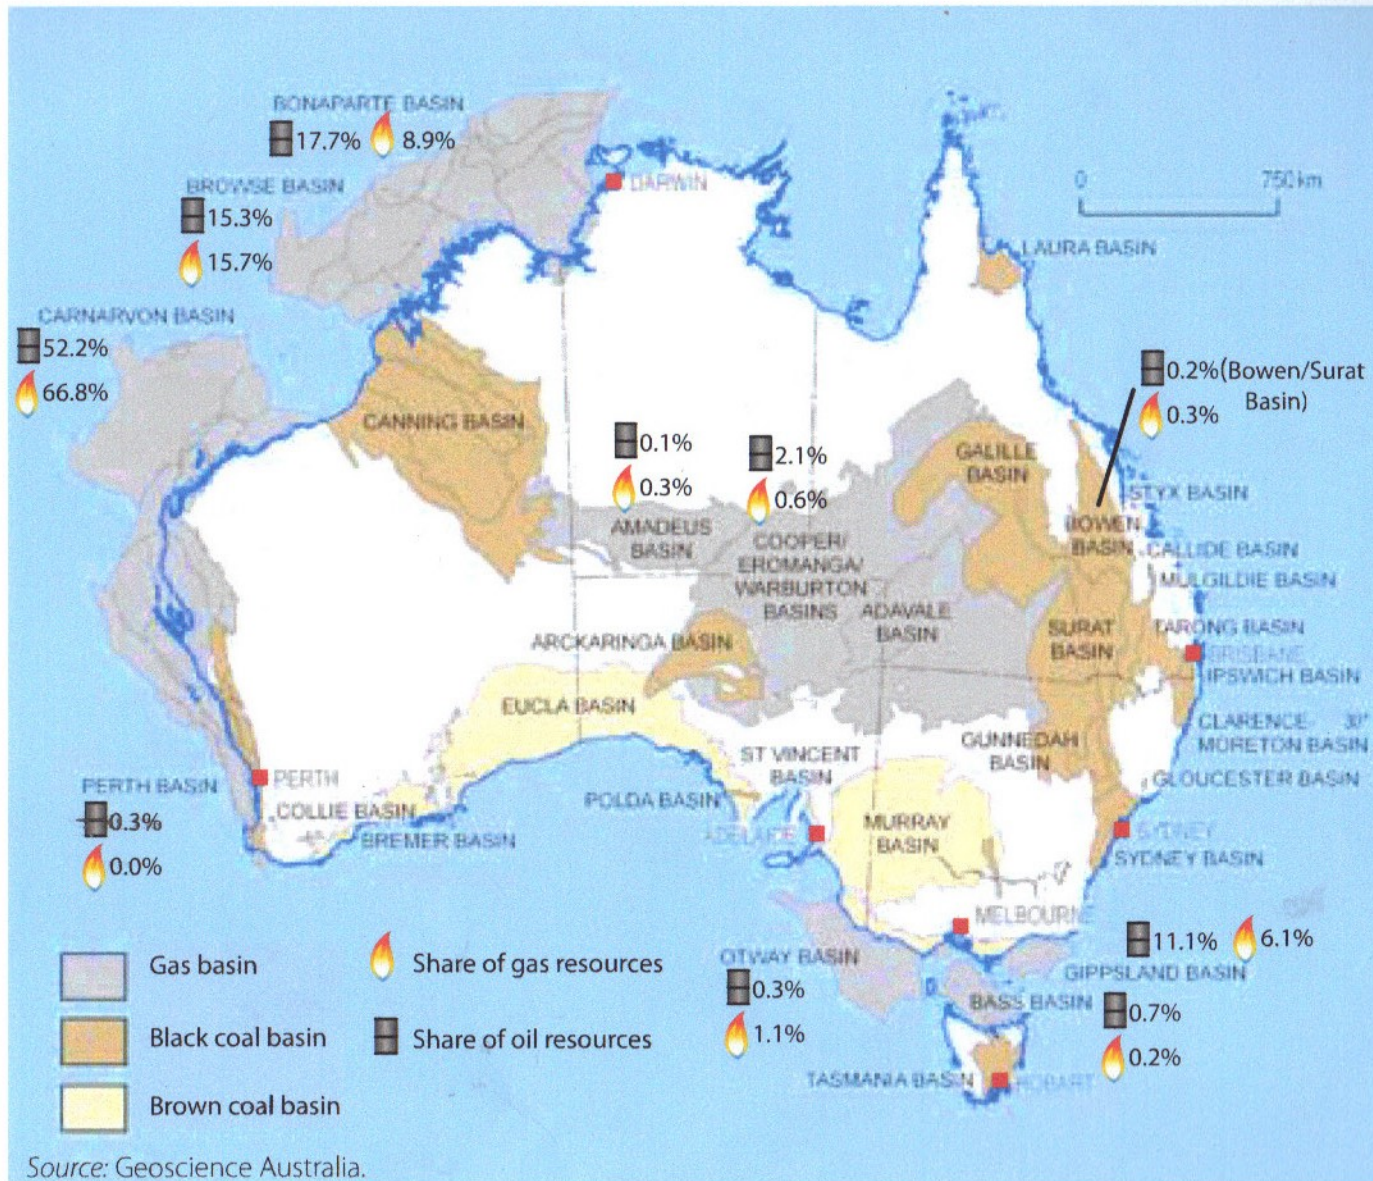 BONAPARTE BASIN
17.7% 8.9%
BROWSE BASIN
15.3%
15.7%
DARWIN
0 750 km
LAURA BASIN
CARNARVON BASIN
52.2%
66.8%
0.2% (Bowen/Surat
Basin)
0.3%
CANNING BASIN
0.1%
0.3%
2.1%
0.6%
GALILLE
BASIN
STYX BASIN
AMADEUS
BASIN
COOPER/
EROMANGA/
WARBURTON
BASINS
BOWEN
BASIN
CALLIDE BASIN
MULGILDIE BASIN
ADAVALE
BASIN
SURAT
BASIN
TARONG BASIN
ARCKARINGA BASIN
BRISBANE
IPSWICH BASIN
EUCLA BASIN
CLARENCE- 30°
MORETON BASIN
ST VINCENT
BASIN
GUNNEDAH
BASIN
PERTH
GLOUCESTER BASIN
PERTH BASIN
0.3%
0.0%
COLLIE BASIN
BREMER BASIN
POLDA BASIN
ADELAIDE
MURRAY
BASIN
SYDNEY
SYDNEY BASIN
MELBOURNE
11.1% 6.1%
GIPPSLAND BASIN
OTWAY BASIN
0.3%
1.1%
BASS BASIN
0.7%
0.2%
TASMANIA BASIN
HOBART
Gas basin
Share of gas resources
Black coal basin
Share of oil resources
Brown coal basin
Source: Geoscience Australia.